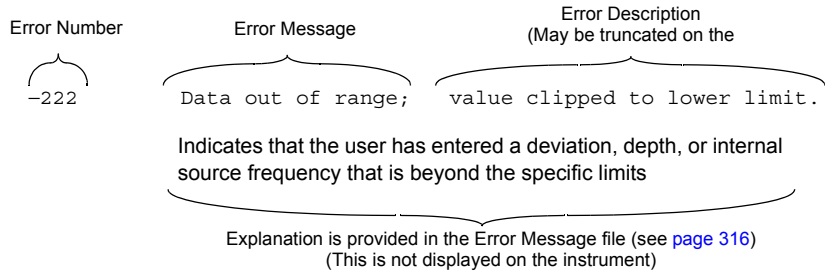 Error Number
Error Message
Error Description
(May be truncated on the
−222
Data out of range;
value clipped to lower limit.
Indicates that the user has entered a deviation, depth, or internal
source frequency that is beyond the specific limits
Explanation is provided in the Error Message file (see page 316)
(This is not displayed on the instrument)